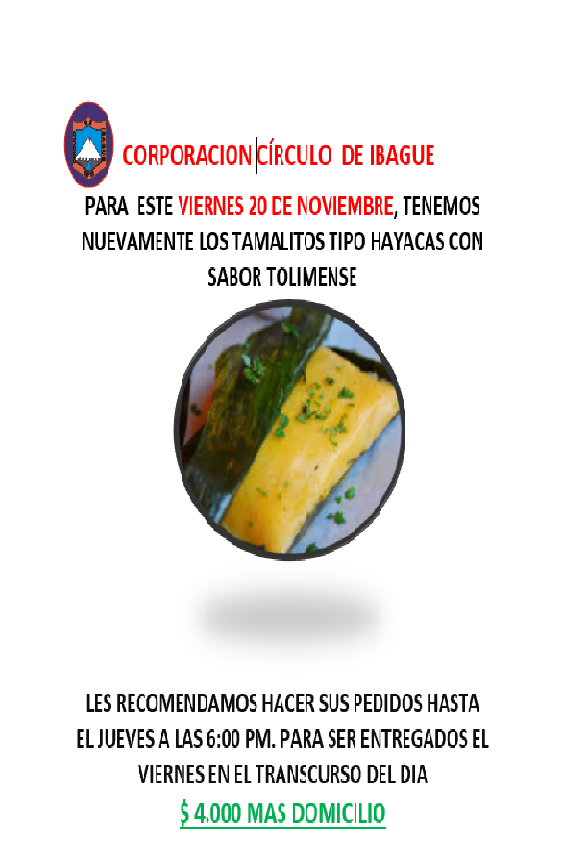 CORPORACION CÍRCULO DE IBAGUE
PARA ESTE VIERNES 20 DE NOVIEMBRE, TENEMOS
NUEVAMENTE LOS TAMALITOS TIPO HAYACAS CON
SABOR TOLIMENSE
LES RECOMENDAMOS HACER SUS PEDIDOS HASTA
EL JUEVES A LAS 6:00 PM. PARA SER ENTREGADOS EL
VIERNES EN EL TRANSCURSO DEL DIA
$ 4.000 MAS DOMICILIO